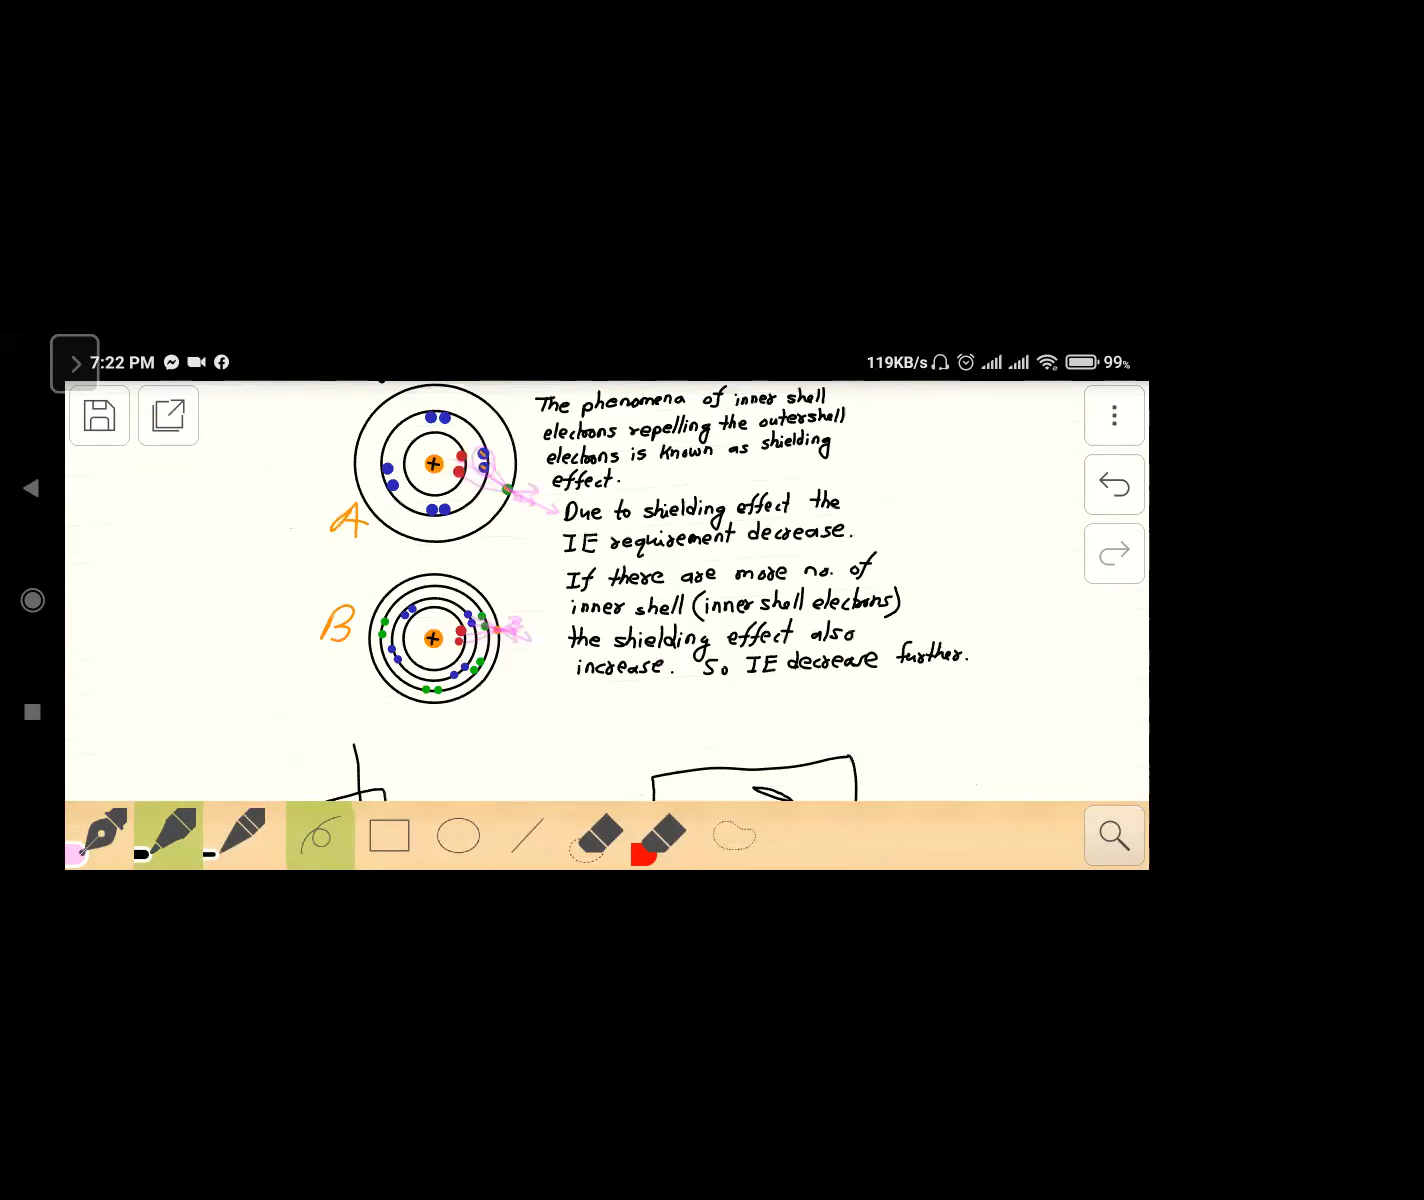 7:22 PM
119KB/s 99%
The phenomena of inner shell
electrons repelling the outershell
electrons is known as shielding
effect.
Due to shielding effect the
IE requirement decrease.
A
If there are more no. of
inner shell (inner shell electrons)
the shielding effect also
increase. So IE decrease further.
B
+
+